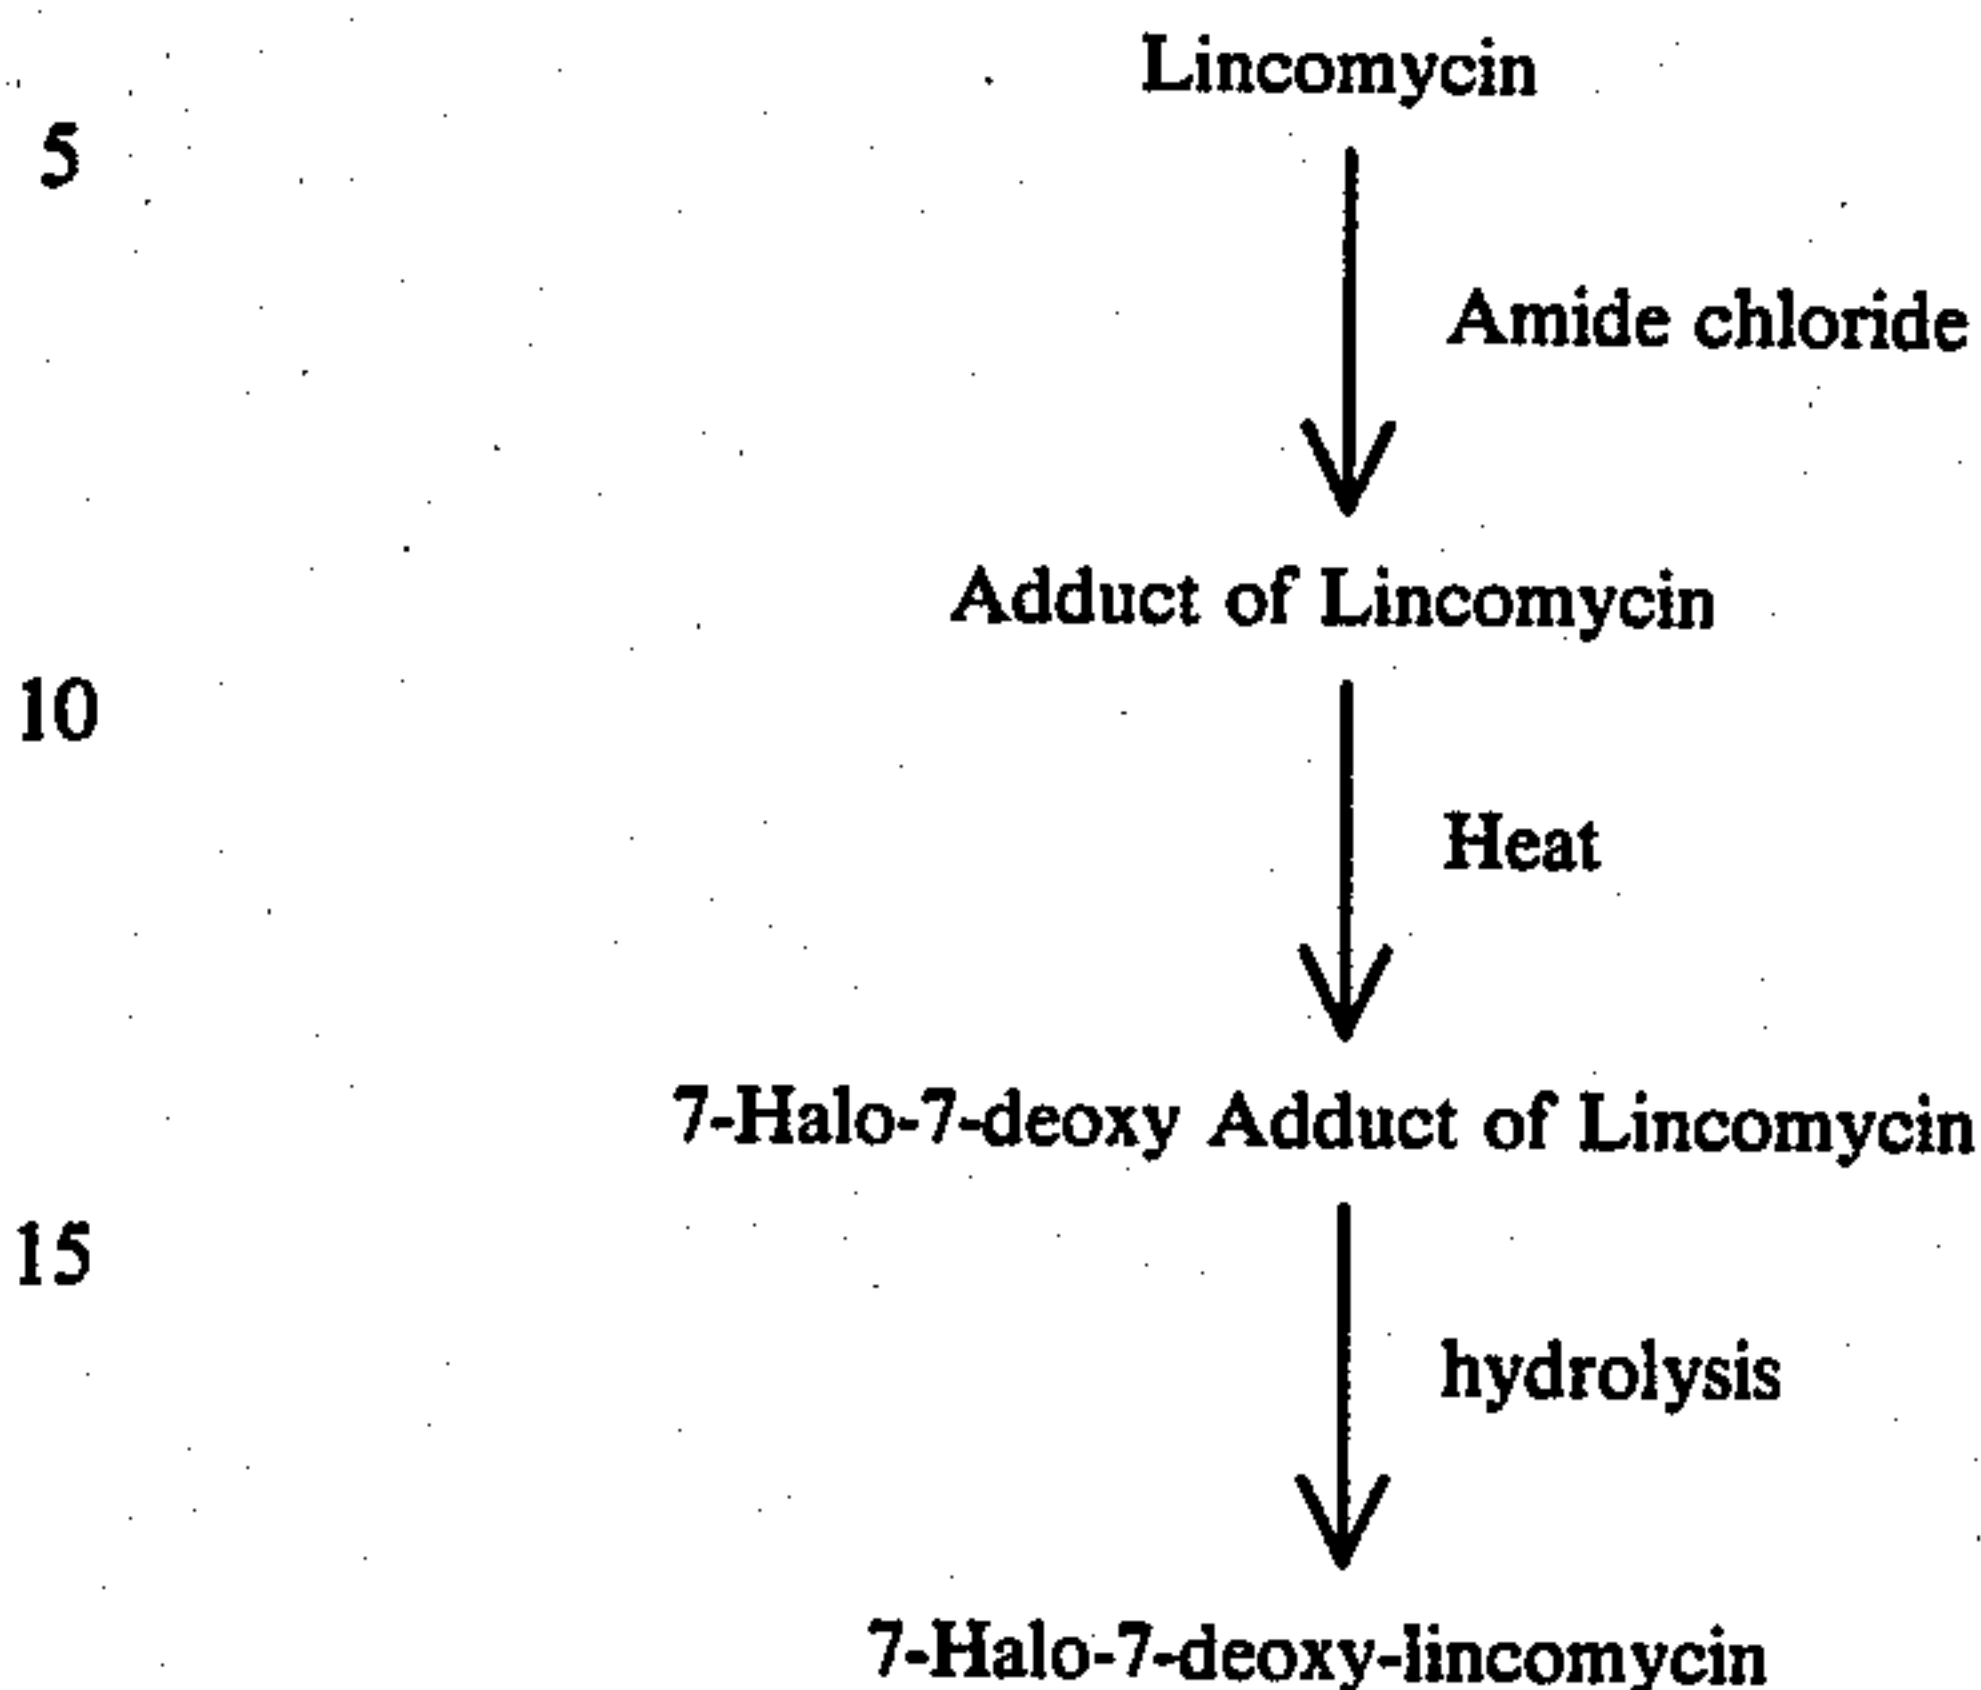 Lincomycin
5
Amide chloride
Adduct of Lincomycin
10
Heat
7-Halo-7-deoxy Adduct of Lincomycin
15
hydrolysis
7-Halo-7-deoxy-lincomycin